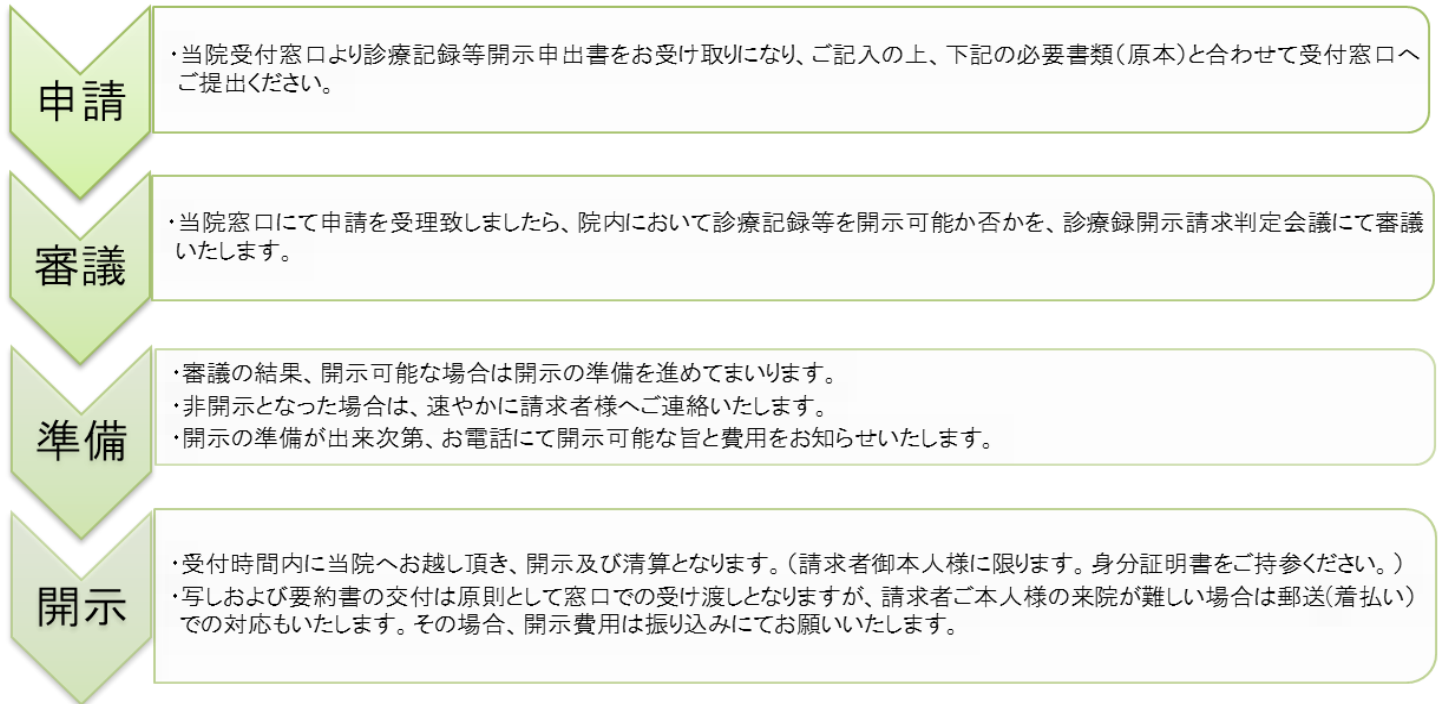 申請
・当院受付窓口より診療記録等開示申出書をお受け取りになり、ご記入の上、下記の必要書類（原本）と合わせて受付窓口へ
ご提出ください。
審議
・当院窓口にて申請を受理致しましたら、院内において診療記録等を開示可能か否かを、診療録開示請求判定会議にて審議
いたします。
準備
・審議の結果、開示可能な場合は開示の準備を進めてまいります。
・非開示となった場合は、速やかに請求者様へご連絡いたします。
・開示の準備が出来次第、お電話にて開示可能な旨と費用をお知らせいたします。
開示
・受付時間内に当院へお越し頂き、開示及び清算となります。（請求者御本人様に限ります。身分証明書をご持参ください。）
・写しおよび要約書の交付は原則として窓口での受け渡しとなりますが、請求者ご本人様の来院が難しい場合は郵送(着払い)
での対応もいたします。その場合、開示費用は振り込みにてお願いいたします。